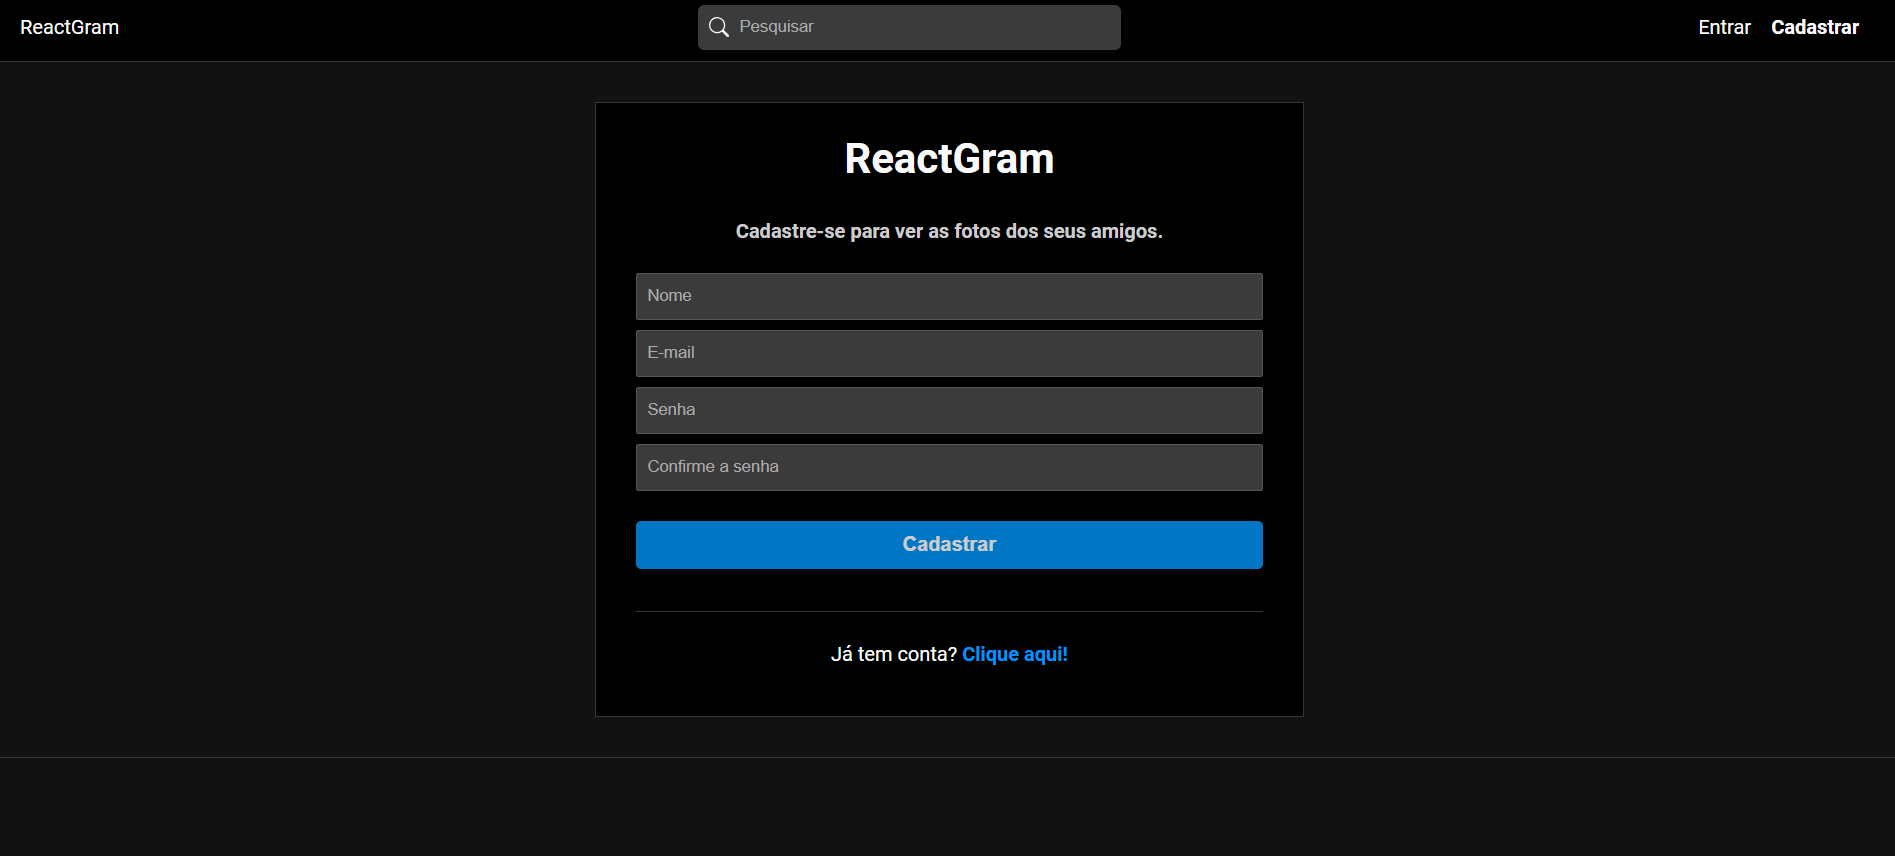 ReactGram
Pesquisar
Entrar Cadastrar
ReactGram
Cadastre-se para ver as fotos dos seus amigos.
Nome
E-mail
Senha
Confirme a senha
Cadastrar
Já tem conta? Clique aqui!